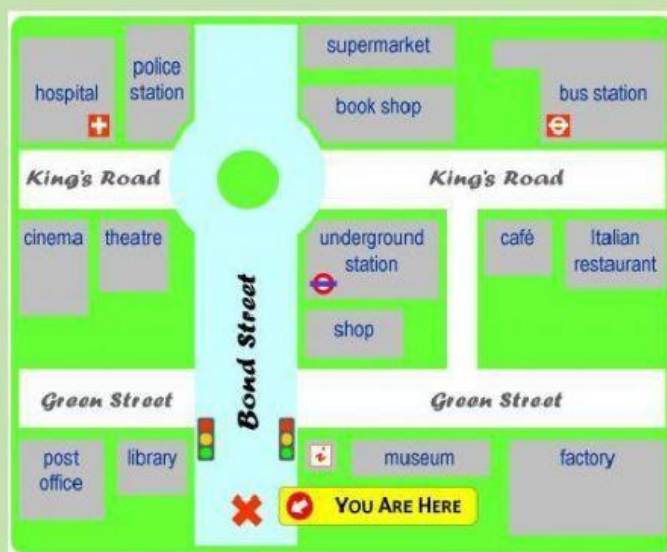 supermarket
police
station
hospital
book shop
bus station
King's Road
King's Road
cinema
theatre
underground
station
café
Italian
restaurant
Bond Street
shop
Green Street
Green Street
post
office
library
i
museum
factory
YOU ARE HERE